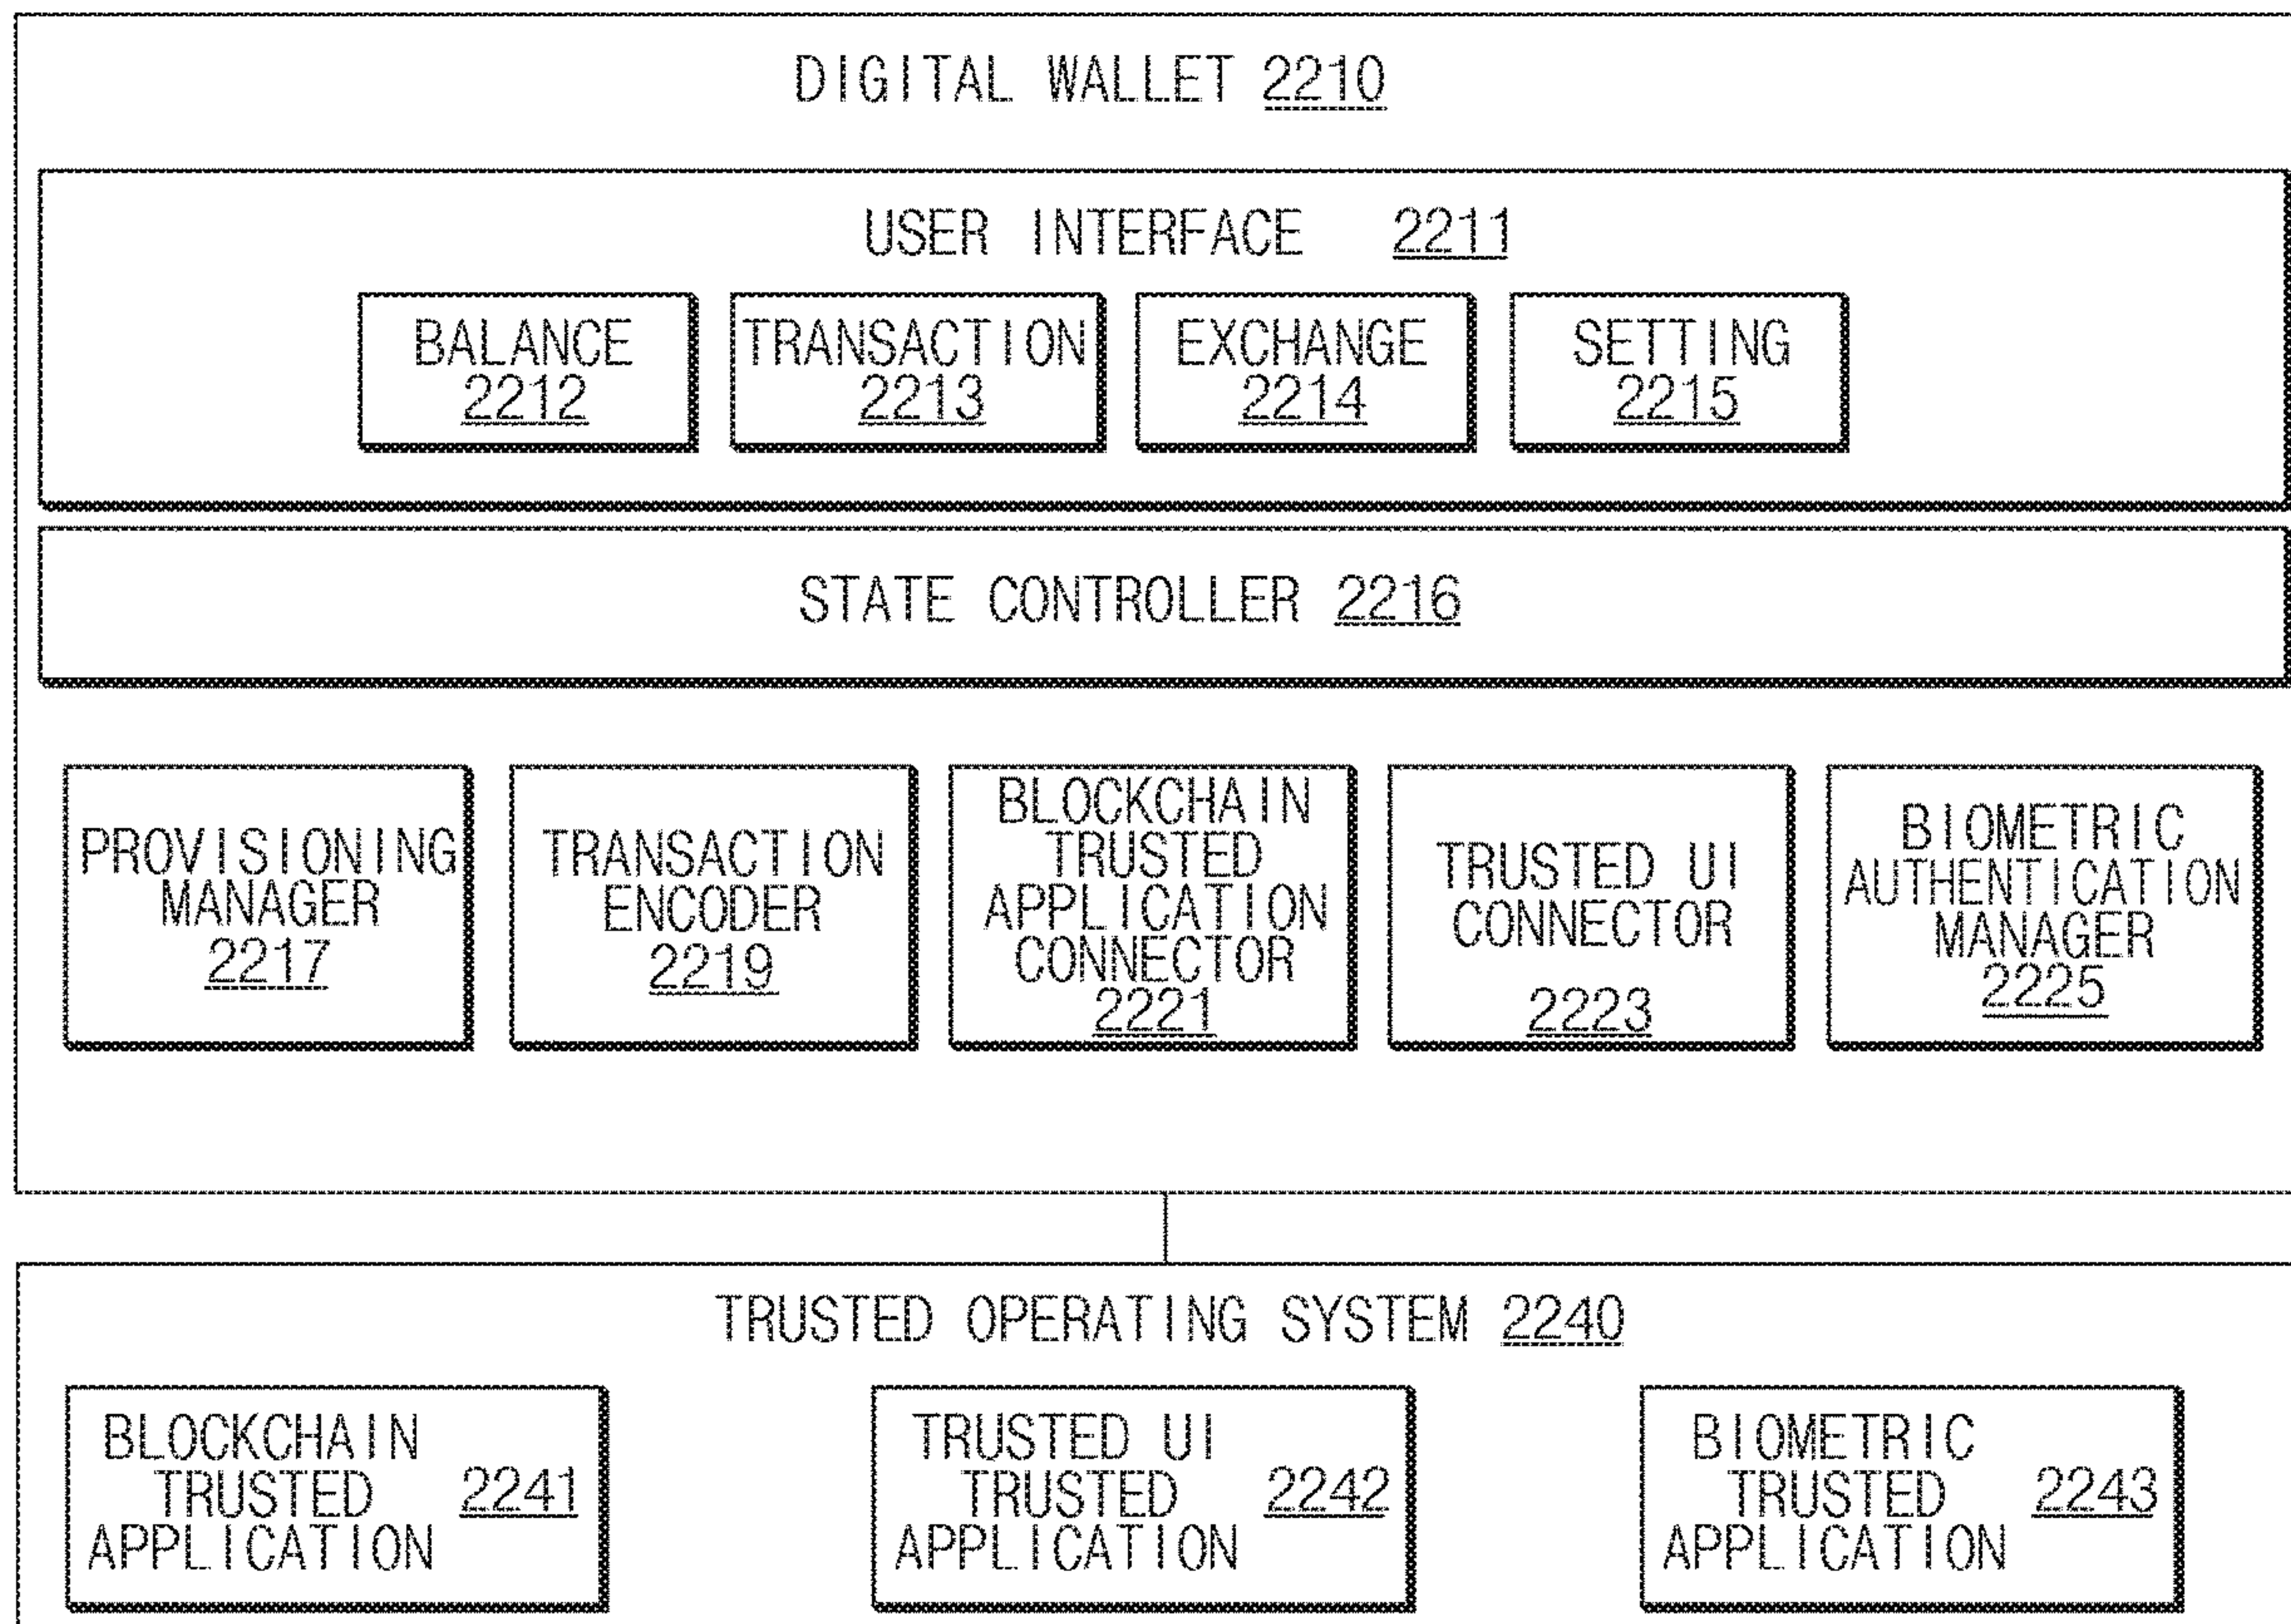 DIGITAL WALLET 2210
USER INTERFACE 2211
BALANCE
2212
TRANSACTION
2213
EXCHANGE
2214
SETTING
2215
STATE CONTROLLER 2216
PROVISIONING
MANAGER
2217
TRANSACTION
ENCODER
2219
BLOCKCHAIN
TRUSTED
APPLICATION
CONNECTOR
2221
TRUSTED UI
CONNECTOR
2223
BIOMETRIC
AUTHENTICATION
MANAGER
2225
TRUSTED OPERATING SYSTEM 2240
BLOCKCHAIN
TRUSTED 2241
APPLICATION
TRUSTED UI
TRUSTED 2242
APPLICATION
BIOMETRIC
TRUSTED 2243
APPLICATION